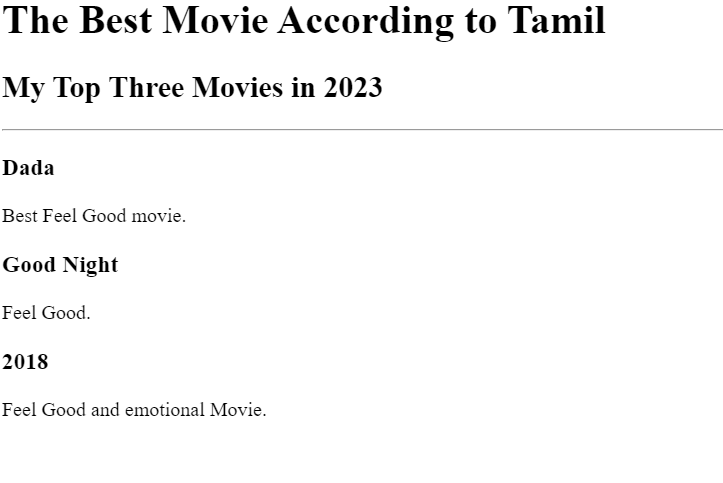 The Best Movie According to Tamil
My Top Three Movies in 2023
Dada
Best Feel Good movie.
Good Night
Feel Good.
2018
Feel Good and emotional Movie.